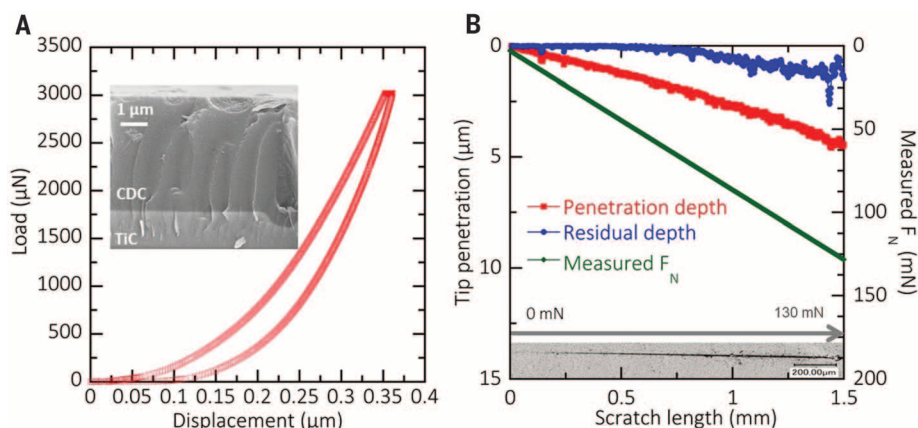 A
3500
3000
2500
2000
1500
1000
500
0
Load (µN)
0 0.05 0.1 0.15 0.2 0.25 0.3 0.35 0.4
Displacement (µm)
1 µm
CDC
TiC
B
0
5
10
15
Tip penetration (µm)
0
50
100
150
200
Measured F_N (mN)
Penetration depth
Residual depth
Measured F_N
0 mN 130 mN
200.00µm
0 0.5 1 1.5
Scratch length (mm)